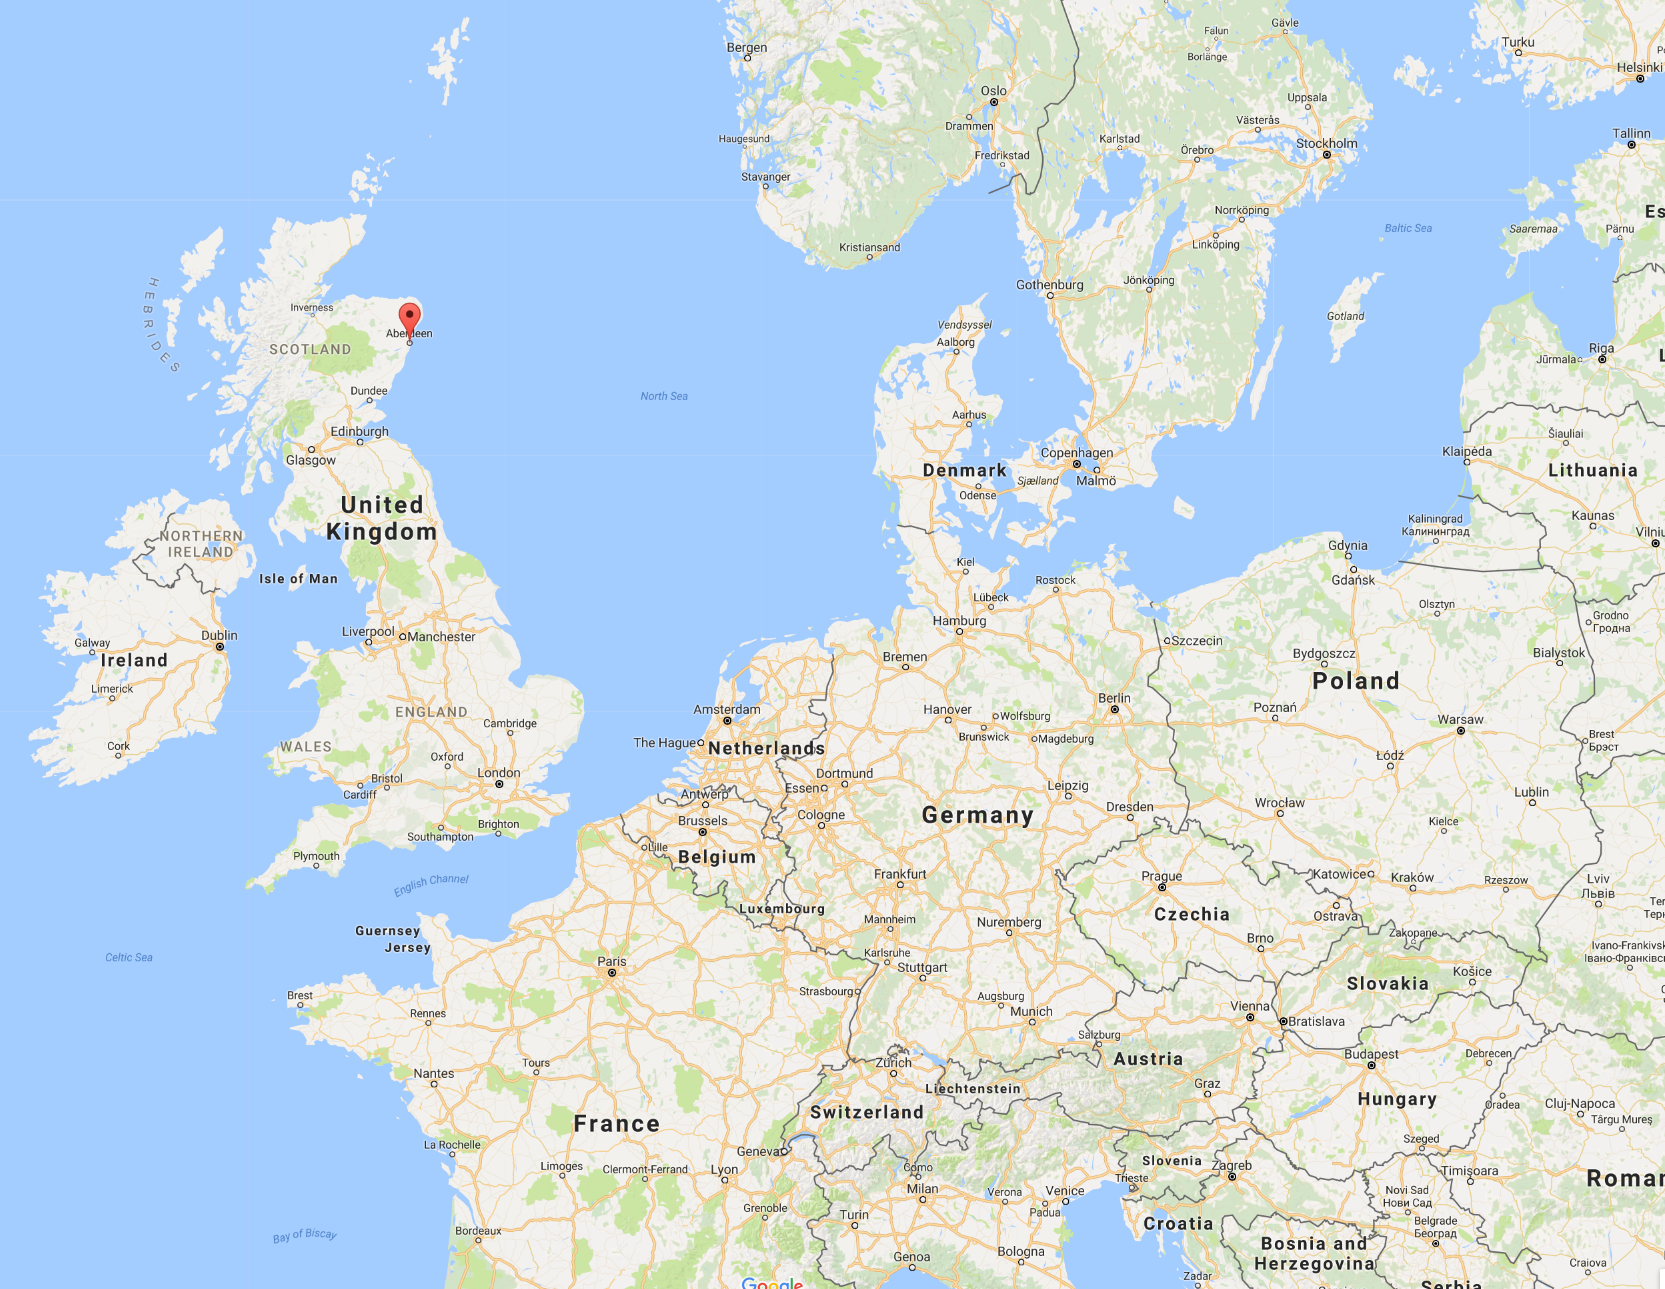 Bergen
Falun
Gävle
Borlänge
Turku
Helsinki
Oslo
Uppsala
Drammen
Västerås
Haugesund
Karlstad
Örebro
Stockholm
Tallinn
Fredrikstad
Stavanger
Norrköping
Linköping
Baltic Sea
Saaremaa
Pärnu
Es
Kristiansand
Gothenburg
Jönköping
HEBRIDES
Inverness
Aberdeen
SCOTLAND
Vendsyssel
Aalborg
Gotland
Jūrmala
Riga
Dundee
North Sea
Aarhus
Edinburgh
Glasgow
Copenhagen
Malmö
Denmark
Sjælland
Odense
Šiauliai
Klaipėda
Lithuania
United
Kingdom
Kaliningrad
Калининград
Kaunas
Vilniu
NORTHERN
IRELAND
Isle of Man
Kiel
Rostock
Gdynia
Gdańsk
Lübeck
Hamburg
Olsztyn
Grodno
Гродна
Galway
Dublin
Ireland
Liverpool
Manchester
Szczecin
Bremen
Bydgoszcz
Bialystok
Limerick
Poland
Berlin
ENGLAND
Cambridge
Amsterdam
Hanover
Wolfsburg
Poznań
Warsaw
Cork
WALES
Oxford
The Hague
Netherlands
Brunswick
Magdeburg
Brest
Брэст
Łódź
London
Bristol
Cardiff
Dortmund
Essen
Leipzig
Antwerp
Lublin
Wrocław
Dresden
Brighton
Southampton
Brussels
Cologne
Germany
Kielce
Lille
Belgium
Plymouth
English Channel
Frankfurt
Prague
Katowice
Kraków
Rzeszow
Lviv
Львів
Luxembourg
Mannheim
Nuremberg
Czechia
Ostrava
Ter
Терн
Guernsey
Jersey
Zakopane
Brno
Celtic Sea
Paris
Karlsruhe
Stuttgart
Ivano-Frankivsk
Івано-Франківськ
Košice
Slovakia
Strasbourg
Brest
Augsburg
Munich
Rennes
Vienna
Bratislava
Salzburg
Austria
Budapest
Debrecen
Tours
Nantes
Zürich
Liechtenstein
Graz
Hungary
Oradea
Cluj-Napoca
Târgu Mureș
France
Switzerland
La Rochelle
Geneva
Szeged
Limoges
Clermont-Ferrand
Lyon
Como
Slovenia
Zagreb
Timișoara
Trieste
Roman
Milan
Verona
Venice
Padua
Novi Sad
Нови Сад
Grenoble
Turin
Croatia
Belgrade
Београд
Bay of Biscay
Bordeaux
Genoa
Bologna
Bosnia and
Herzegovina
Craiova
Zadar
Serbia
Google